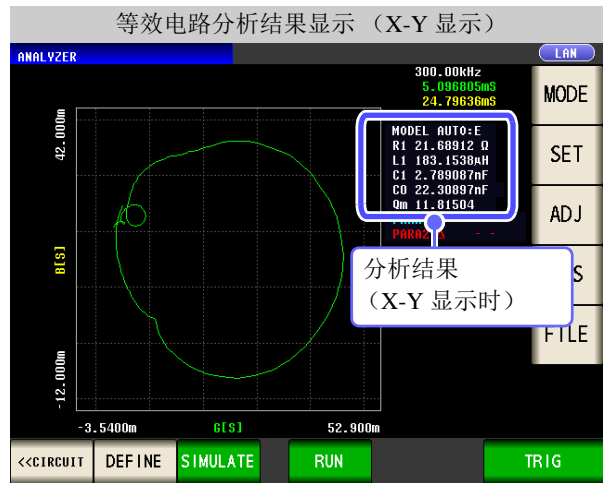 等效电路分析结果显示 （X-Y 显示）
ANALYZER
LAN
300.00kHz
5.096805mS
24.79636mS
MODE
42.000m
MODEL AUTO:E
R1 21.68912 Ω
L1 183.1538μH
C1 2.789087nF
C0 22.30897nF
Qm 11.81504
SET
ADJ
B[S]
分析结果
（X-Y 显示时）
S
FILE
-12.000m
-3.5400m
G[S]
52.900m
<<CIRCUIT
DEFINE
SIMULATE
RUN
TRIG